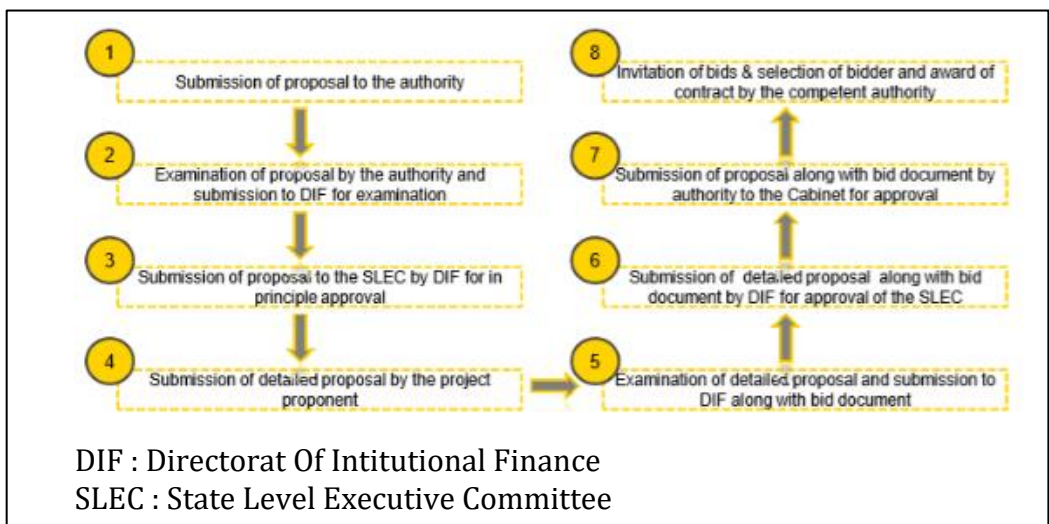 1
Submission of proposal to the authority
2
Examination of proposal by the authority and
submission to DIF for examination
3
Submission of proposal to the SLEC by DIF for in
principle approval
4
Submission of detailed proposal by the project
proponent
5
Examination of detailed proposal and submission to
DIF along with bid document
6
Submission of detailed proposal along with bid
document by DIF for approval of the SLEC
7
Submission of proposal along with bid document by
authority to the Cabinet for approval
8
Invitation of bids & selection of bidder and award of
contract by the competent authority
DIF : Directorat Of Intitutional Finance
SLEC : State Level Executive Committee